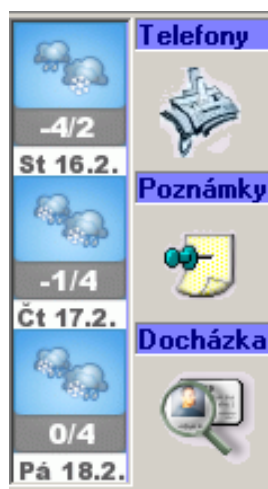 -4/2
St 16.2.
-1/4
Čt 17.2.
0/4
Pá 18.2.
Telefony
Poznámky
Docházka